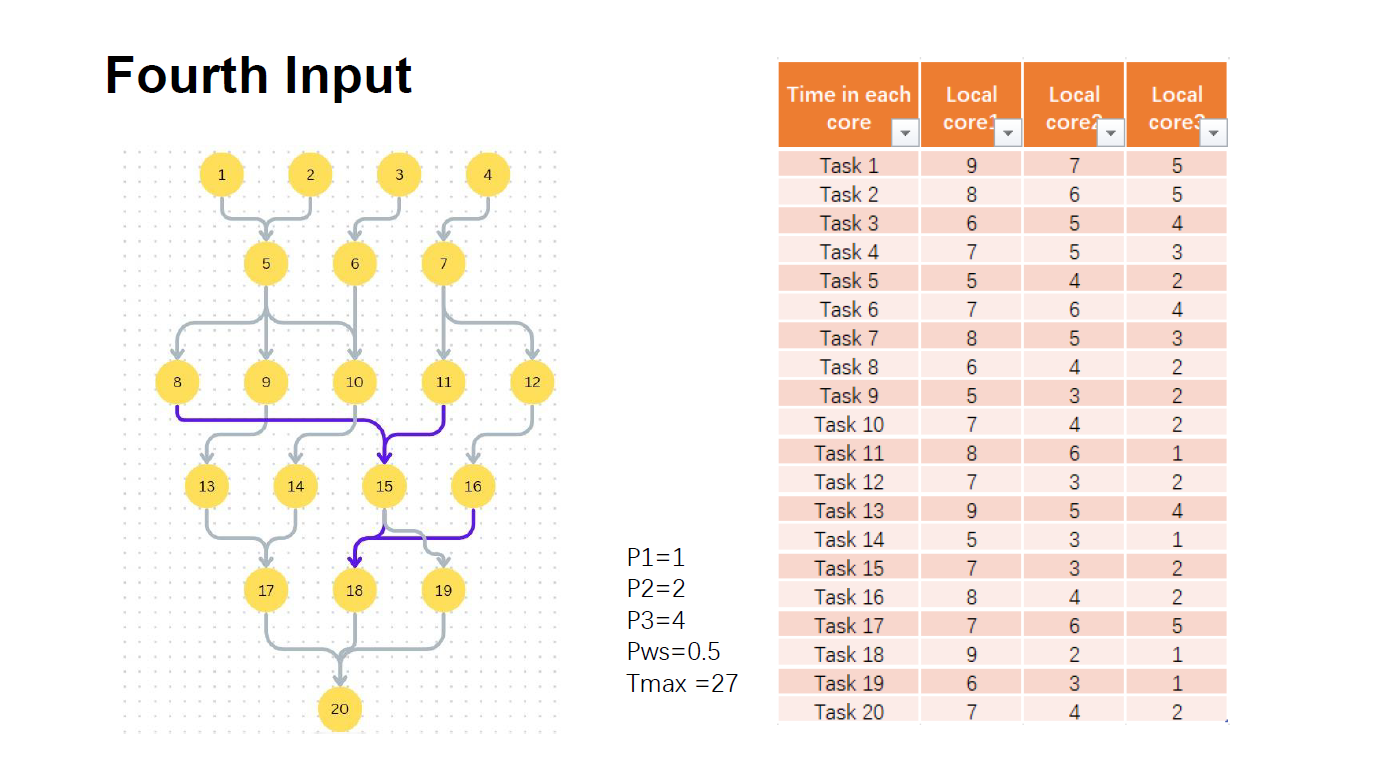 Fourth Input
1 2 3 4
5 6 7
8 9 10 11 12
13 14 15 16
17 18 19
20
P1=1
P2=2
P3=4
Pws=0.5
Tmax =27
Time in each core Local core1 Local core2 Local core3
Task 1 9 7 5
Task 2 8 6 5
Task 3 6 5 4
Task 4 7 5 3
Task 5 5 4 2
Task 6 7 6 4
Task 7 8 5 3
Task 8 6 4 2
Task 9 5 3 2
Task 10 7 4 2
Task 11 8 6 1
Task 12 7 3 2
Task 13 9 5 4
Task 14 5 3 1
Task 15 7 3 2
Task 16 8 4 2
Task 17 7 6 5
Task 18 9 2 1
Task 19 6 3 1
Task 20 7 4 2